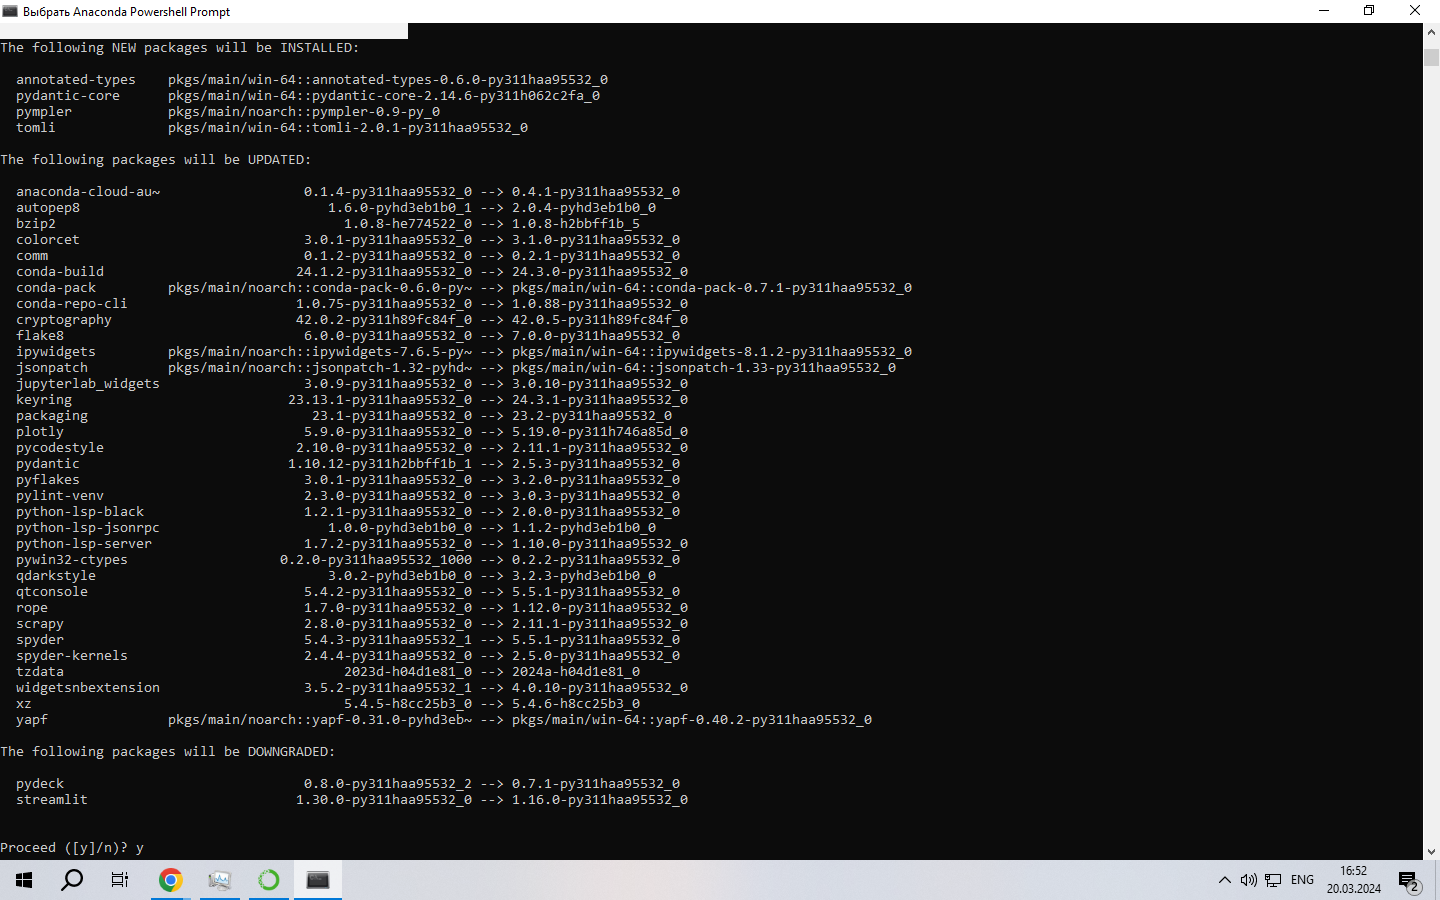 Выбрать Anaconda Powershell Prompt
The following NEW packages will be INSTALLED:
annotated-types pkgs/main/win-64::annotated-types-0.6.0-py311haa95532_0
pydantic-core pkgs/main/win-64::pydantic-core-2.14.6-py311h062c2fa_0
pympler pkgs/main/noarch::pympler-0.9-py_0
tomli pkgs/main/win-64::tomli-2.0.1-py311haa95532_0
The following packages will be UPDATED:
anaconda-cloud-au~ 0.1.4-py311haa95532_0 --> 0.4.1-py311haa95532_0
autopep8 1.6.0-pyhd3eb1b0_1 --> 2.0.4-pyhd3eb1b0_0
bzip2 1.0.8-he774522_0 --> 1.0.8-h2bbff1b_5
colorcet 3.0.1-py311haa95532_0 --> 3.1.0-py311haa95532_0
comm 0.1.2-py311haa95532_0 --> 0.2.1-py311haa95532_0
conda-build 24.1.2-py311haa95532_0 --> 24.3.0-py311haa95532_0
conda-pack pkgs/main/noarch::conda-pack-0.6.0-py~ --> pkgs/main/win-64::conda-pack-0.7.1-py311haa95532_0
conda-repo-cli 1.0.75-py311haa95532_0 --> 1.0.88-py311haa95532_0
cryptography 42.0.2-py311h89fc84f_0 --> 42.0.5-py311h89fc84f_0
flake8 6.0.0-py311haa95532_0 --> 7.0.0-py311haa95532_0
ipywidgets pkgs/main/noarch::ipywidgets-7.6.5-py~ --> pkgs/main/win-64::ipywidgets-8.1.2-py311haa95532_0
jsonpatch pkgs/main/noarch::jsonpatch-1.32-pyhd~ --> pkgs/main/win-64::jsonpatch-1.33-py311haa95532_0
jupyterlab_widgets 3.0.9-py311haa95532_0 --> 3.0.10-py311haa95532_0
keyring 23.13.1-py311haa95532_0 --> 24.3.1-py311haa95532_0
packaging 23.1-py311haa95532_0 --> 23.2-py311haa95532_0
plotly 5.9.0-py311haa95532_0 --> 5.19.0-py311h746a85d_0
pycodestyle 2.10.0-py311haa95532_0 --> 2.11.1-py311haa95532_0
pydantic 1.10.12-py311h2bbff1b_1 --> 2.5.3-py311haa95532_0
pyflakes 3.0.1-py311haa95532_0 --> 3.2.0-py311haa95532_0
pylint-venv 2.3.0-py311haa95532_0 --> 3.0.3-py311haa95532_0
python-lsp-black 1.2.1-py311haa95532_0 --> 2.0.0-py311haa95532_0
python-lsp-jsonrpc 1.0.0-pyhd3eb1b0_0 --> 1.1.2-pyhd3eb1b0_0
python-lsp-server 1.7.2-py311haa95532_0 --> 1.10.0-py311haa95532_0
pywin32-ctypes 0.2.0-py311haa95532_1000 --> 0.2.2-py311haa95532_0
qdarkstyle 3.0.2-pyhd3eb1b0_0 --> 3.2.3-pyhd3eb1b0_0
qtconsole 5.4.2-py311haa95532_0 --> 5.5.1-py311haa95532_0
rope 1.7.0-py311haa95532_0 --> 1.12.0-py311haa95532_0
scrapy 2.8.0-py311haa95532_0 --> 2.11.1-py311haa95532_0
spyder 5.4.3-py311haa95532_1 --> 5.5.1-py311haa95532_0
spyder-kernels 2.4.4-py311haa95532_0 --> 2.5.0-py311haa95532_0
tzdata 2023d-h04d1e81_0 --> 2024a-h04d1e81_0
widgetsnbextension 3.5.2-py311haa95532_1 --> 4.0.10-py311haa95532_0
xz 5.4.5-h8cc25b3_0 --> 5.4.6-h8cc25b3_0
yapf pkgs/main/noarch::yapf-0.31.0-pyhd3eb~ --> pkgs/main/win-64::yapf-0.40.2-py311haa95532_0
The following packages will be DOWNGRADED:
pydeck 0.8.0-py311haa95532_2 --> 0.7.1-py311haa95532_0
streamlit 1.30.0-py311haa95532_0 --> 1.16.0-py311haa95532_0
Proceed ([y]/n)? y
ENG
16:52
20.03.2024
2